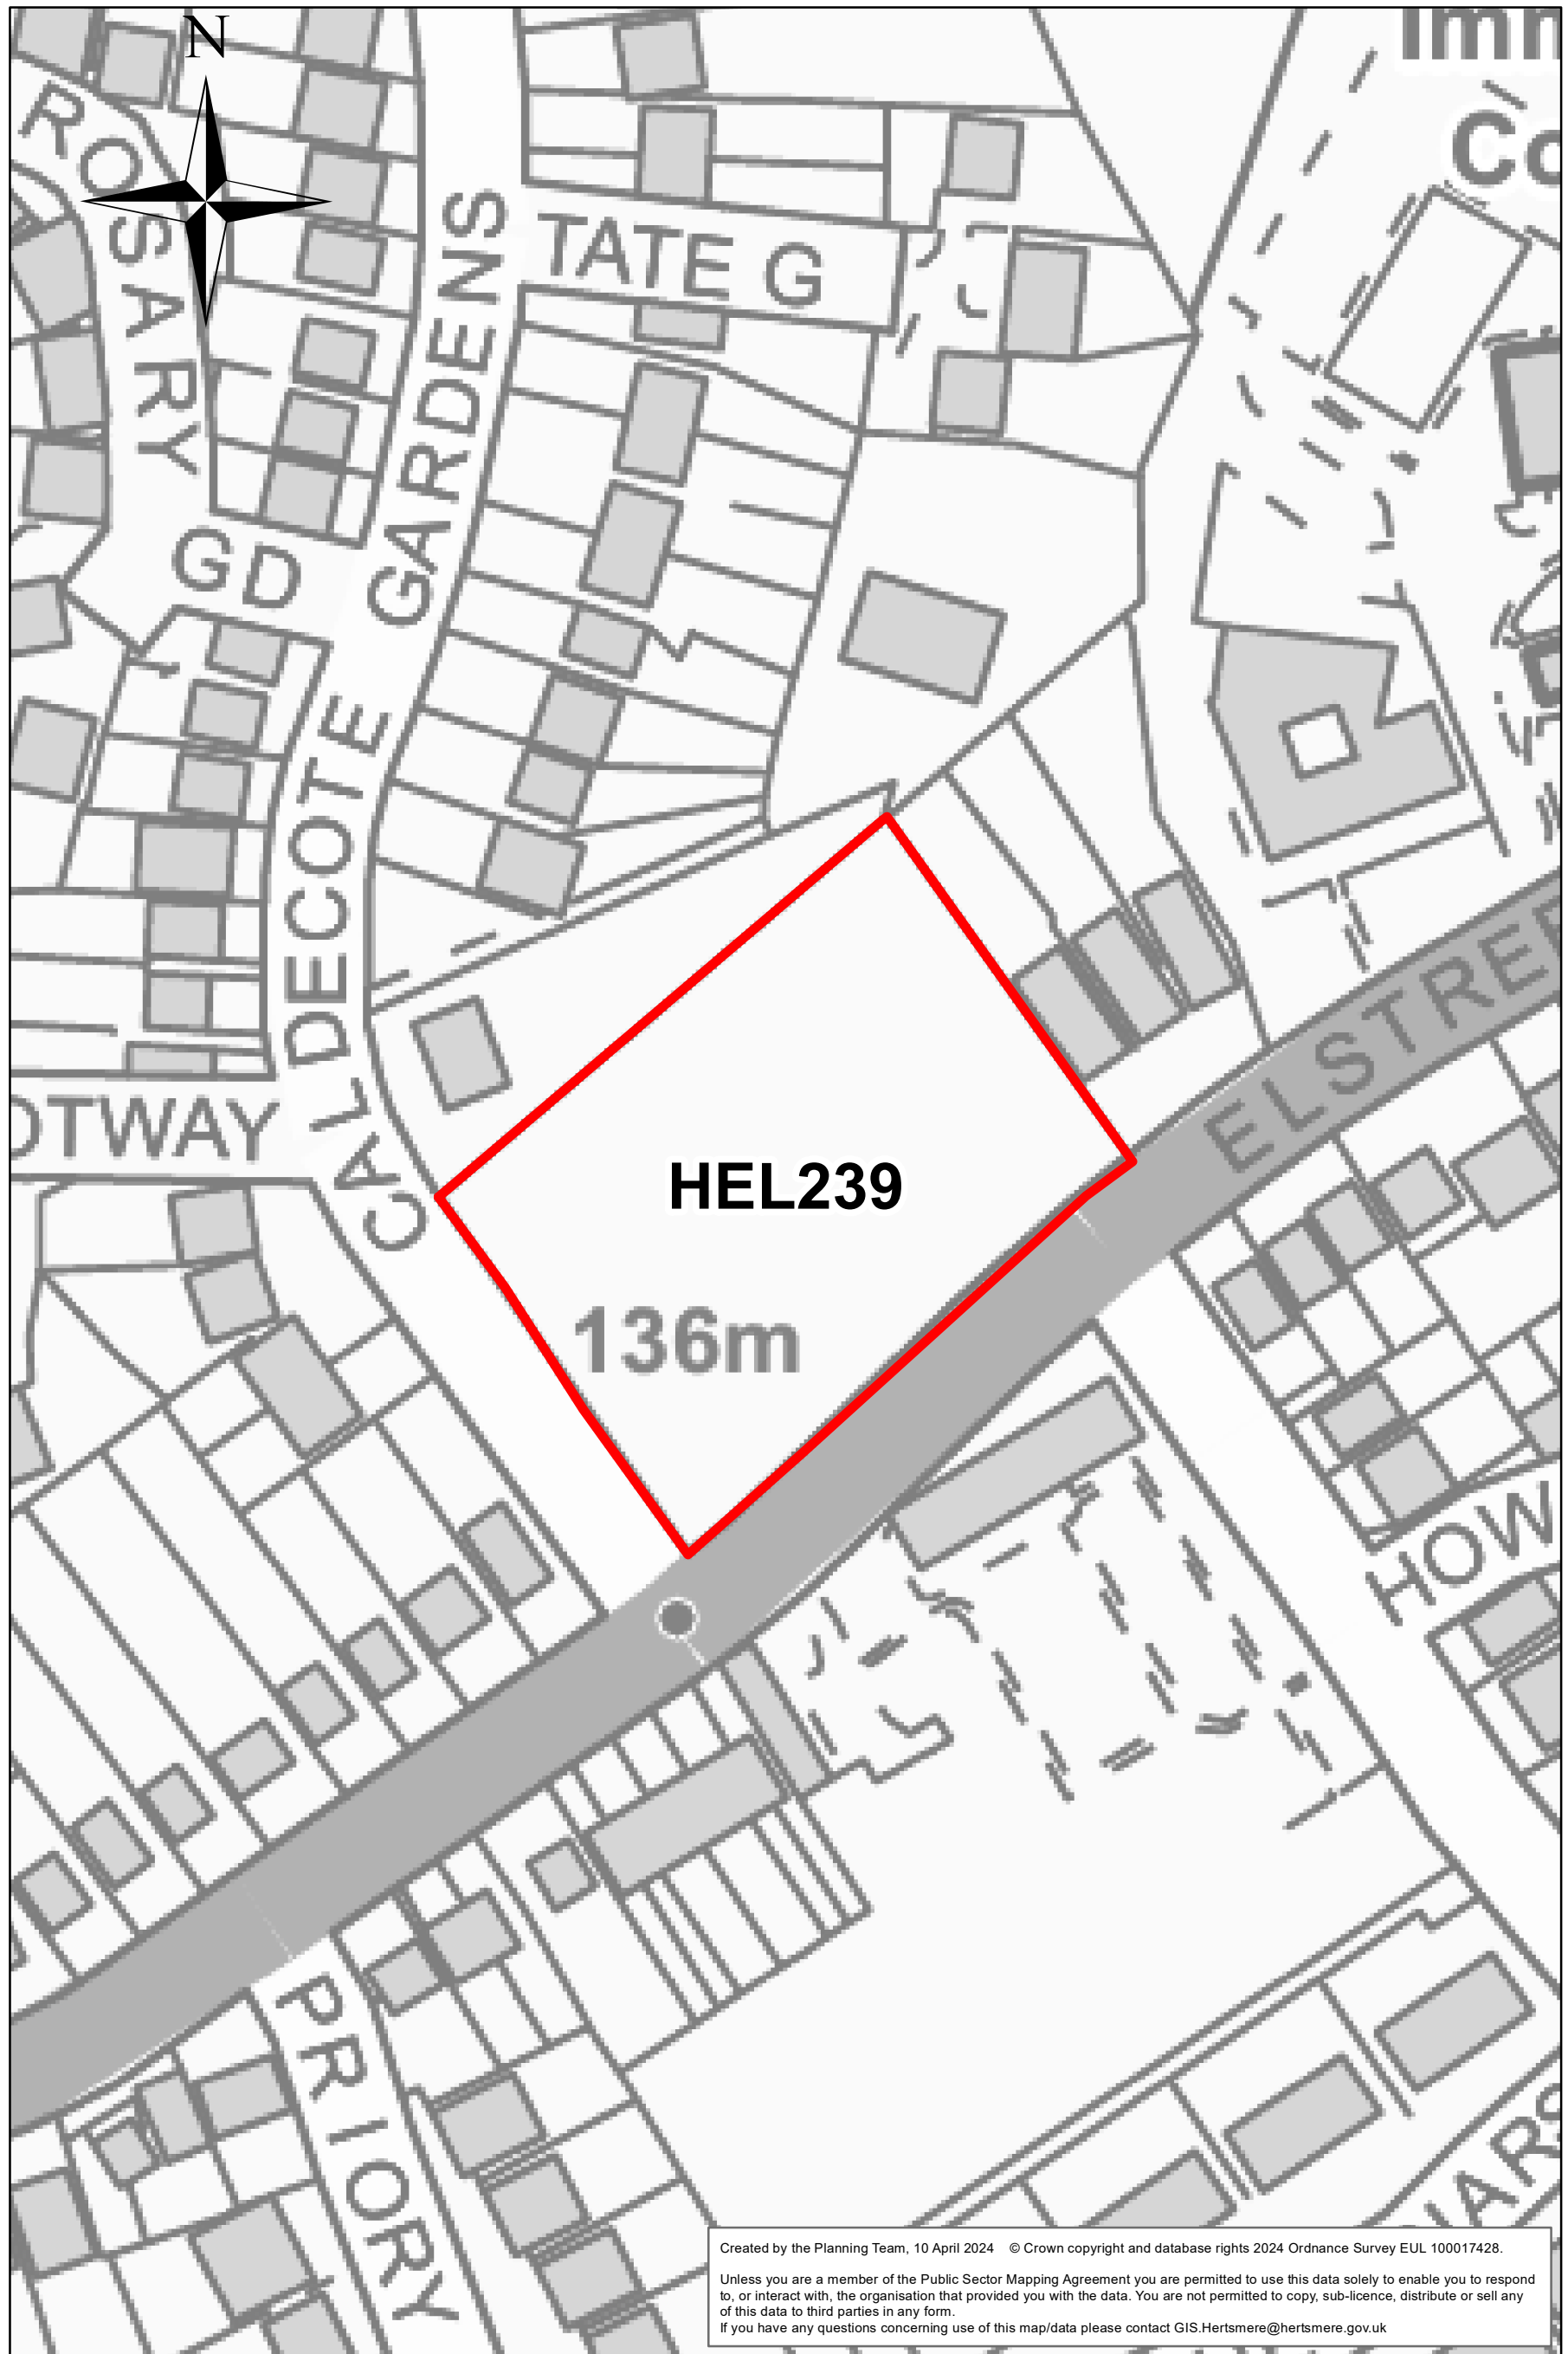 N
Imm
Co
ROSARY
GD
TATE G
CALDECOTE GARDENS
OTWAY
ELSTREE
HEL239
136m
HOW
PRIORY
HARS
Created by the Planning Team, 10 April 2024 © Crown copyright and database rights 2024 Ordnance Survey EUL 100017428.
Unless you are a member of the Public Sector Mapping Agreement you are permitted to use this data solely to enable you to respond
to, or interact with, the organisation that provided you with the data. You are not permitted to copy, sub-licence, distribute or sell any
of this data to third parties in any form.
If you have any questions concerning use of this map/data please contact GIS.Hertsmere@hertsmere.gov.uk